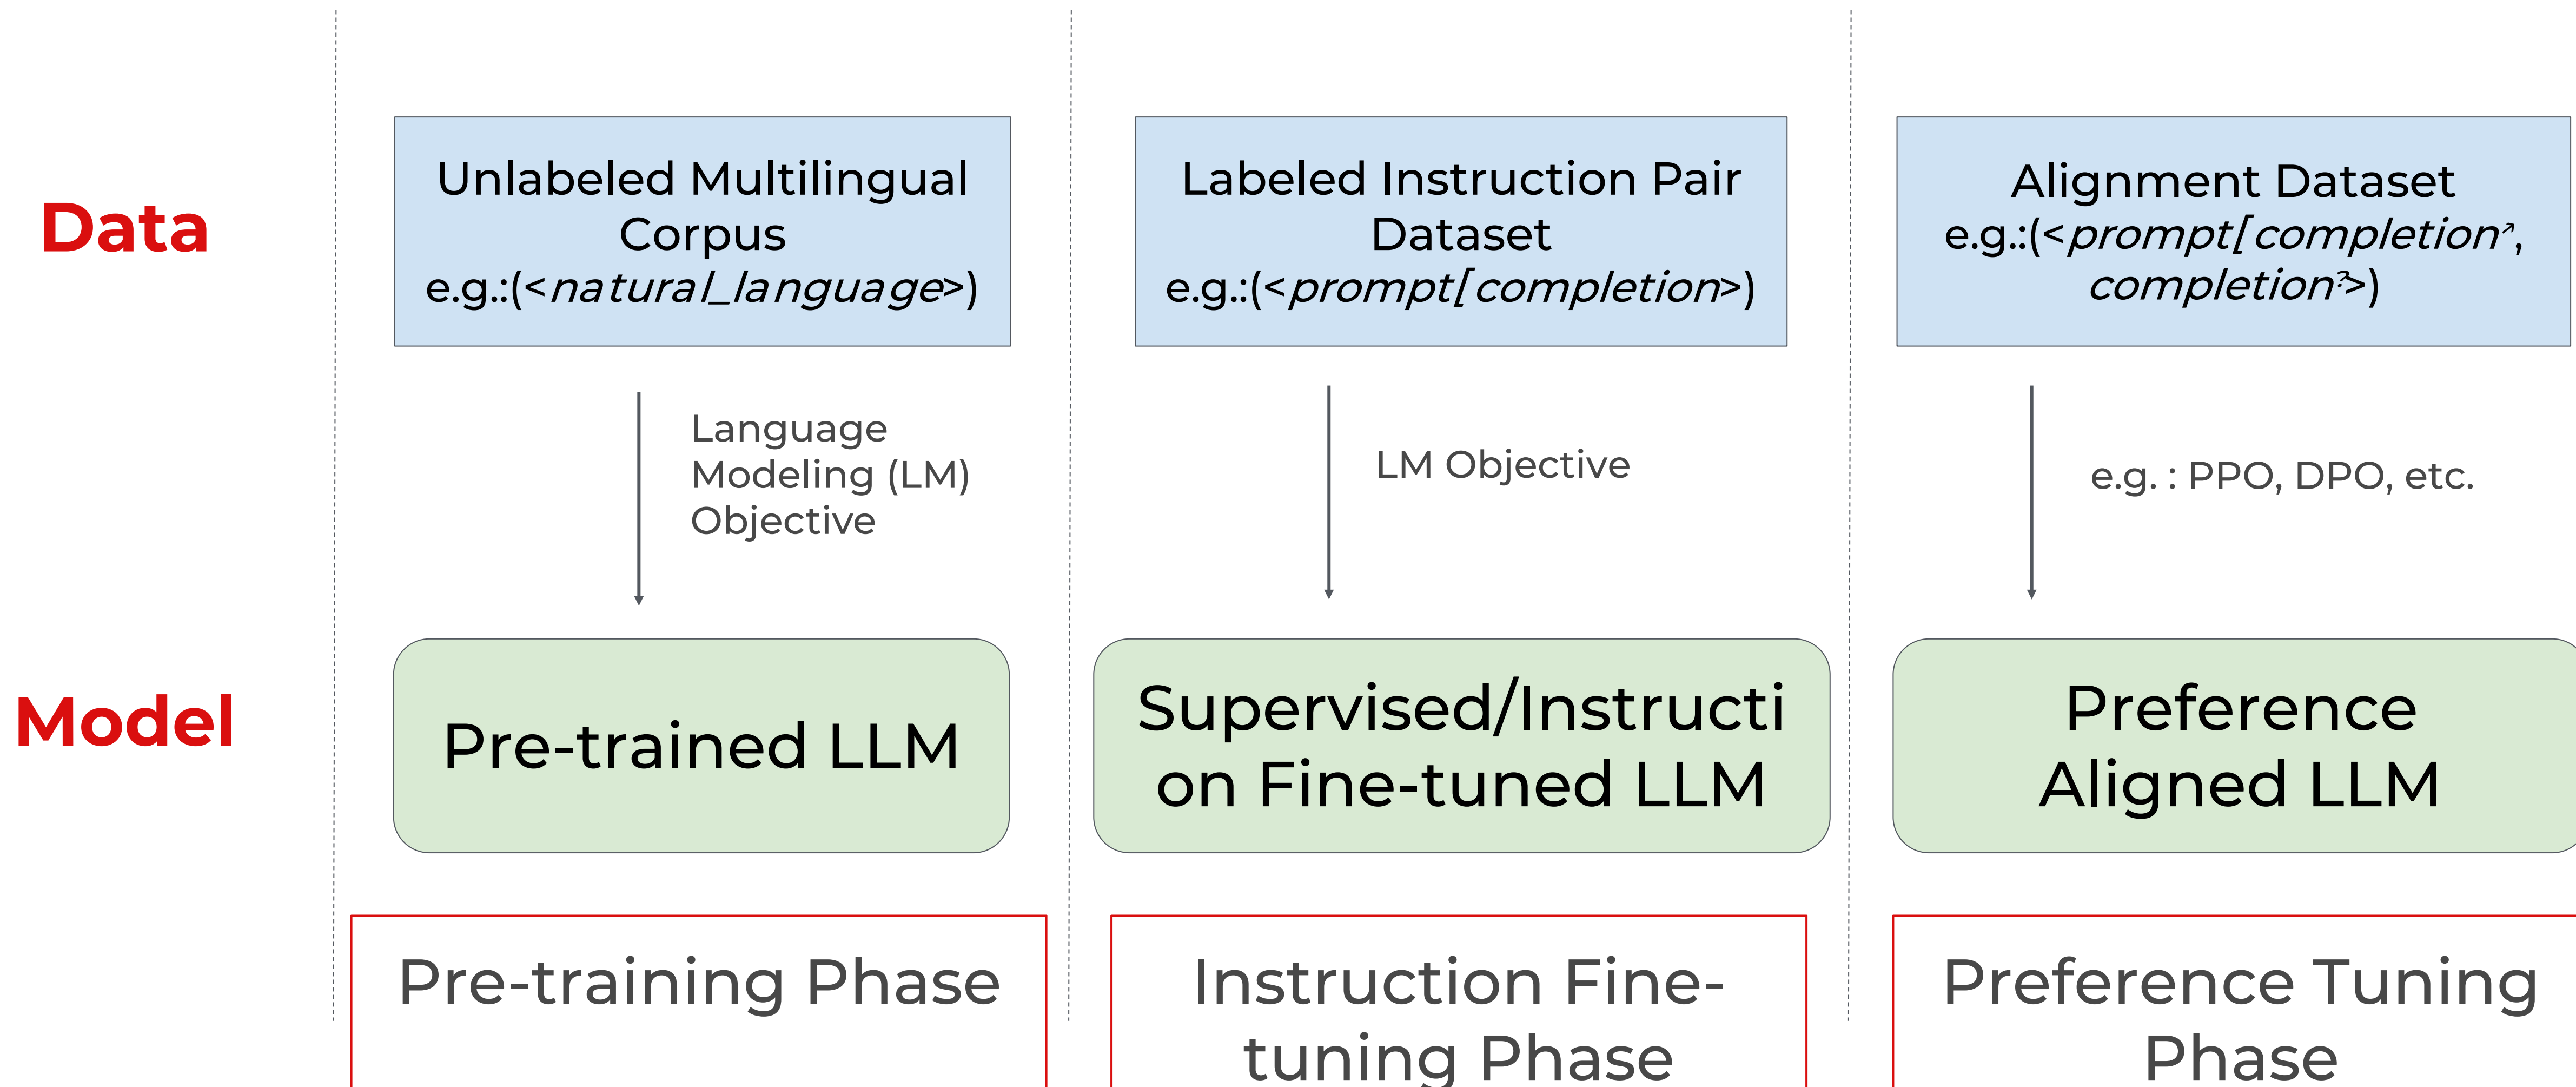 Data
Unlabeled Multilingual
Corpus
e.g.:(<natural_language>)
Labeled Instruction Pair
Dataset
e.g.:(<prompt[completion>)
Alignment Dataset
e.g.:(<prompt[completion,
completion?>)
Language
Modeling (LM)
Objective
LM Objective
e.g. : PPO, DPO, etc.
Model
Pre-trained LLM
Supervised/Instructi
on Fine-tuned LLM
Preference
Aligned LLM
Pre-training Phase
Instruction Fine-
tuning Phase
Preference Tuning
Phase